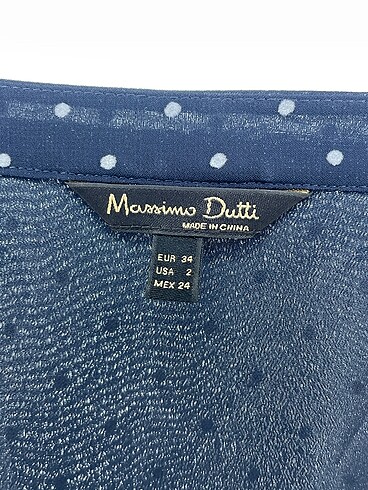 Massimo Dutti
MADE IN CHINA
EUR 34
USA 2
MEX 24